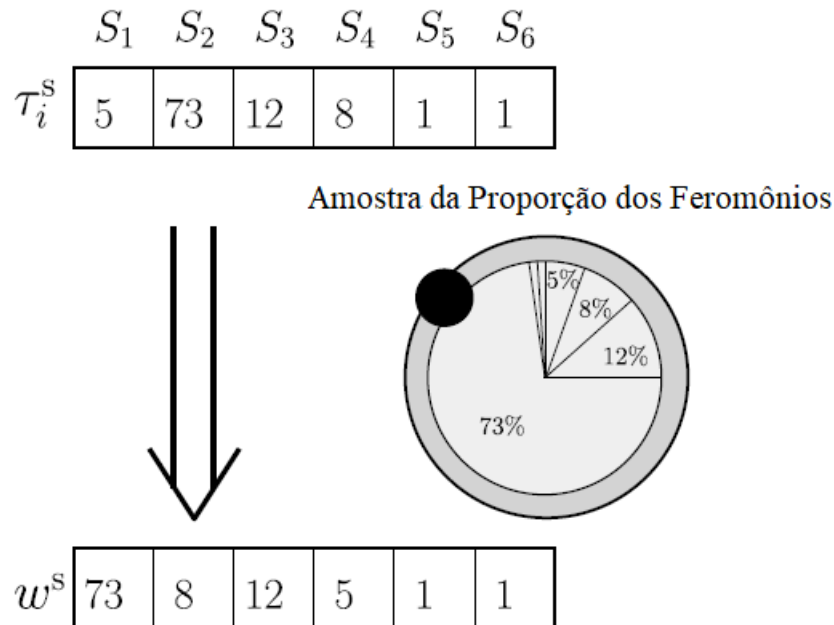 S₁ S₂ S₃ S₄ S₅ S₆
τᵢˢ 5 73 12 8 1 1
Amostra da Proporção dos Feromônios
5%
8%
12%
73%
wˢ 73 8 12 5 1 1